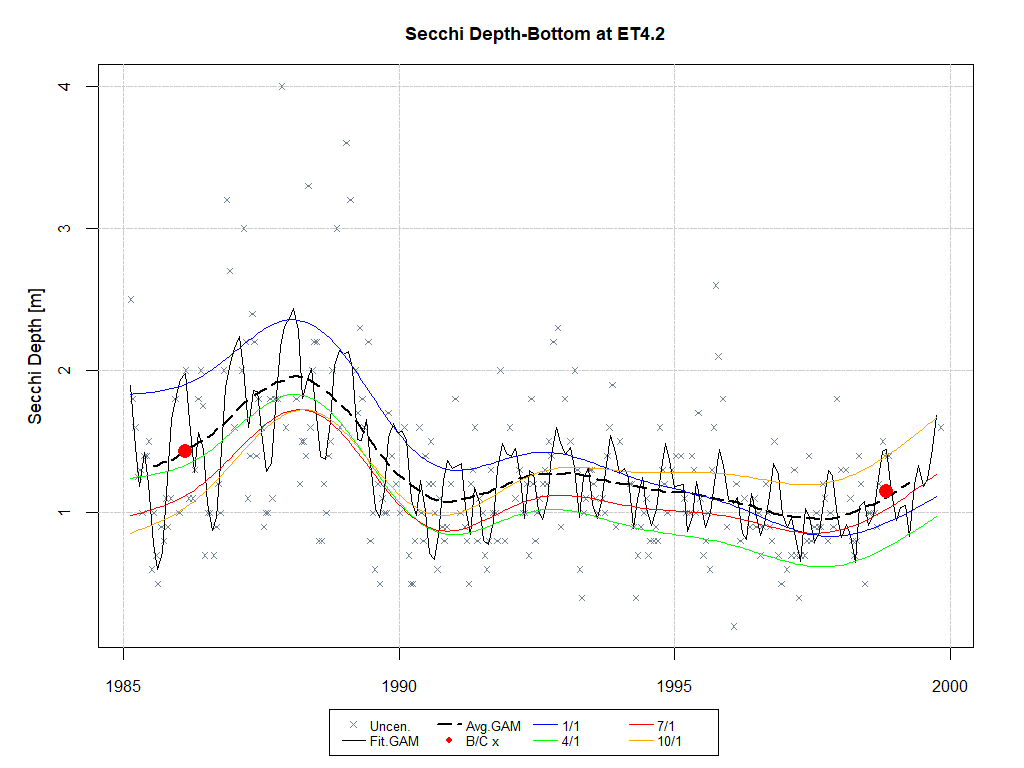 Secchi Depth-Bottom at ET4.2
Secchi Depth [m]
4
3
2
1
1985 1990 1995 2000
Uncen. Avg.GAM 1/1 7/1
Fit.GAM B/C x 4/1 10/1